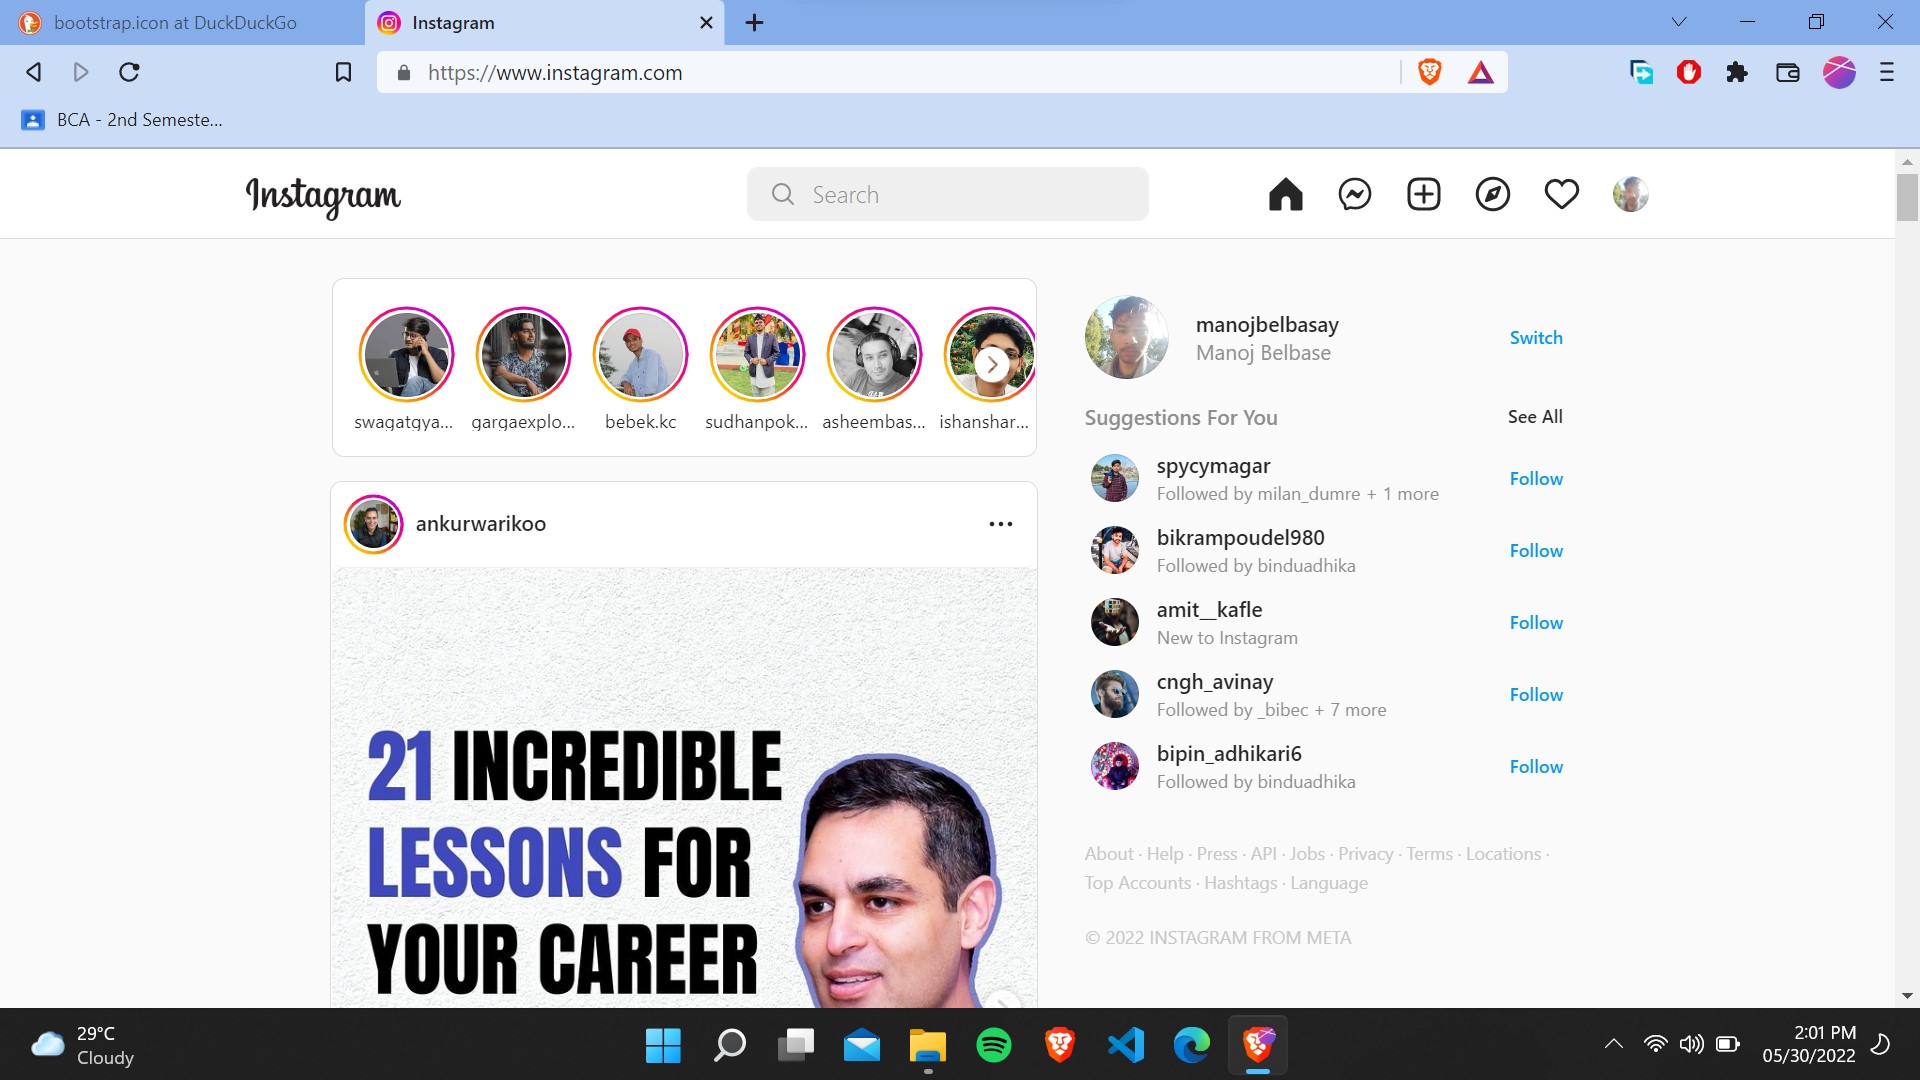 bootstrap.icon at DuckDuckGo
Instagram
https://www.instagram.com
BCA - 2nd Semeste...
Instagram
Search
swagatgya...
gargaexplo...
bebek.kc
sudhanpok...
asheembas...
ishanshar...
manojbelbasay
Manoj Belbase
Switch
Suggestions For You
See All
spycymagar
Followed by milan_dumre + 1 more
Follow
bikrampoudel980
Followed by binduadhika
Follow
amit__kafle
New to Instagram
Follow
cngh_avinay
Followed by _bibec + 7 more
Follow
bipin_adhikari6
Followed by binduadhika
Follow
About · Help · Press · API · Jobs · Privacy · Terms · Locations ·
Top Accounts · Hashtags · Language
© 2022 INSTAGRAM FROM META
ankurwarikoo
21 INCREDIBLE
LESSONS FOR
YOUR CAREER
29°C
Cloudy
2:01 PM
05/30/2022